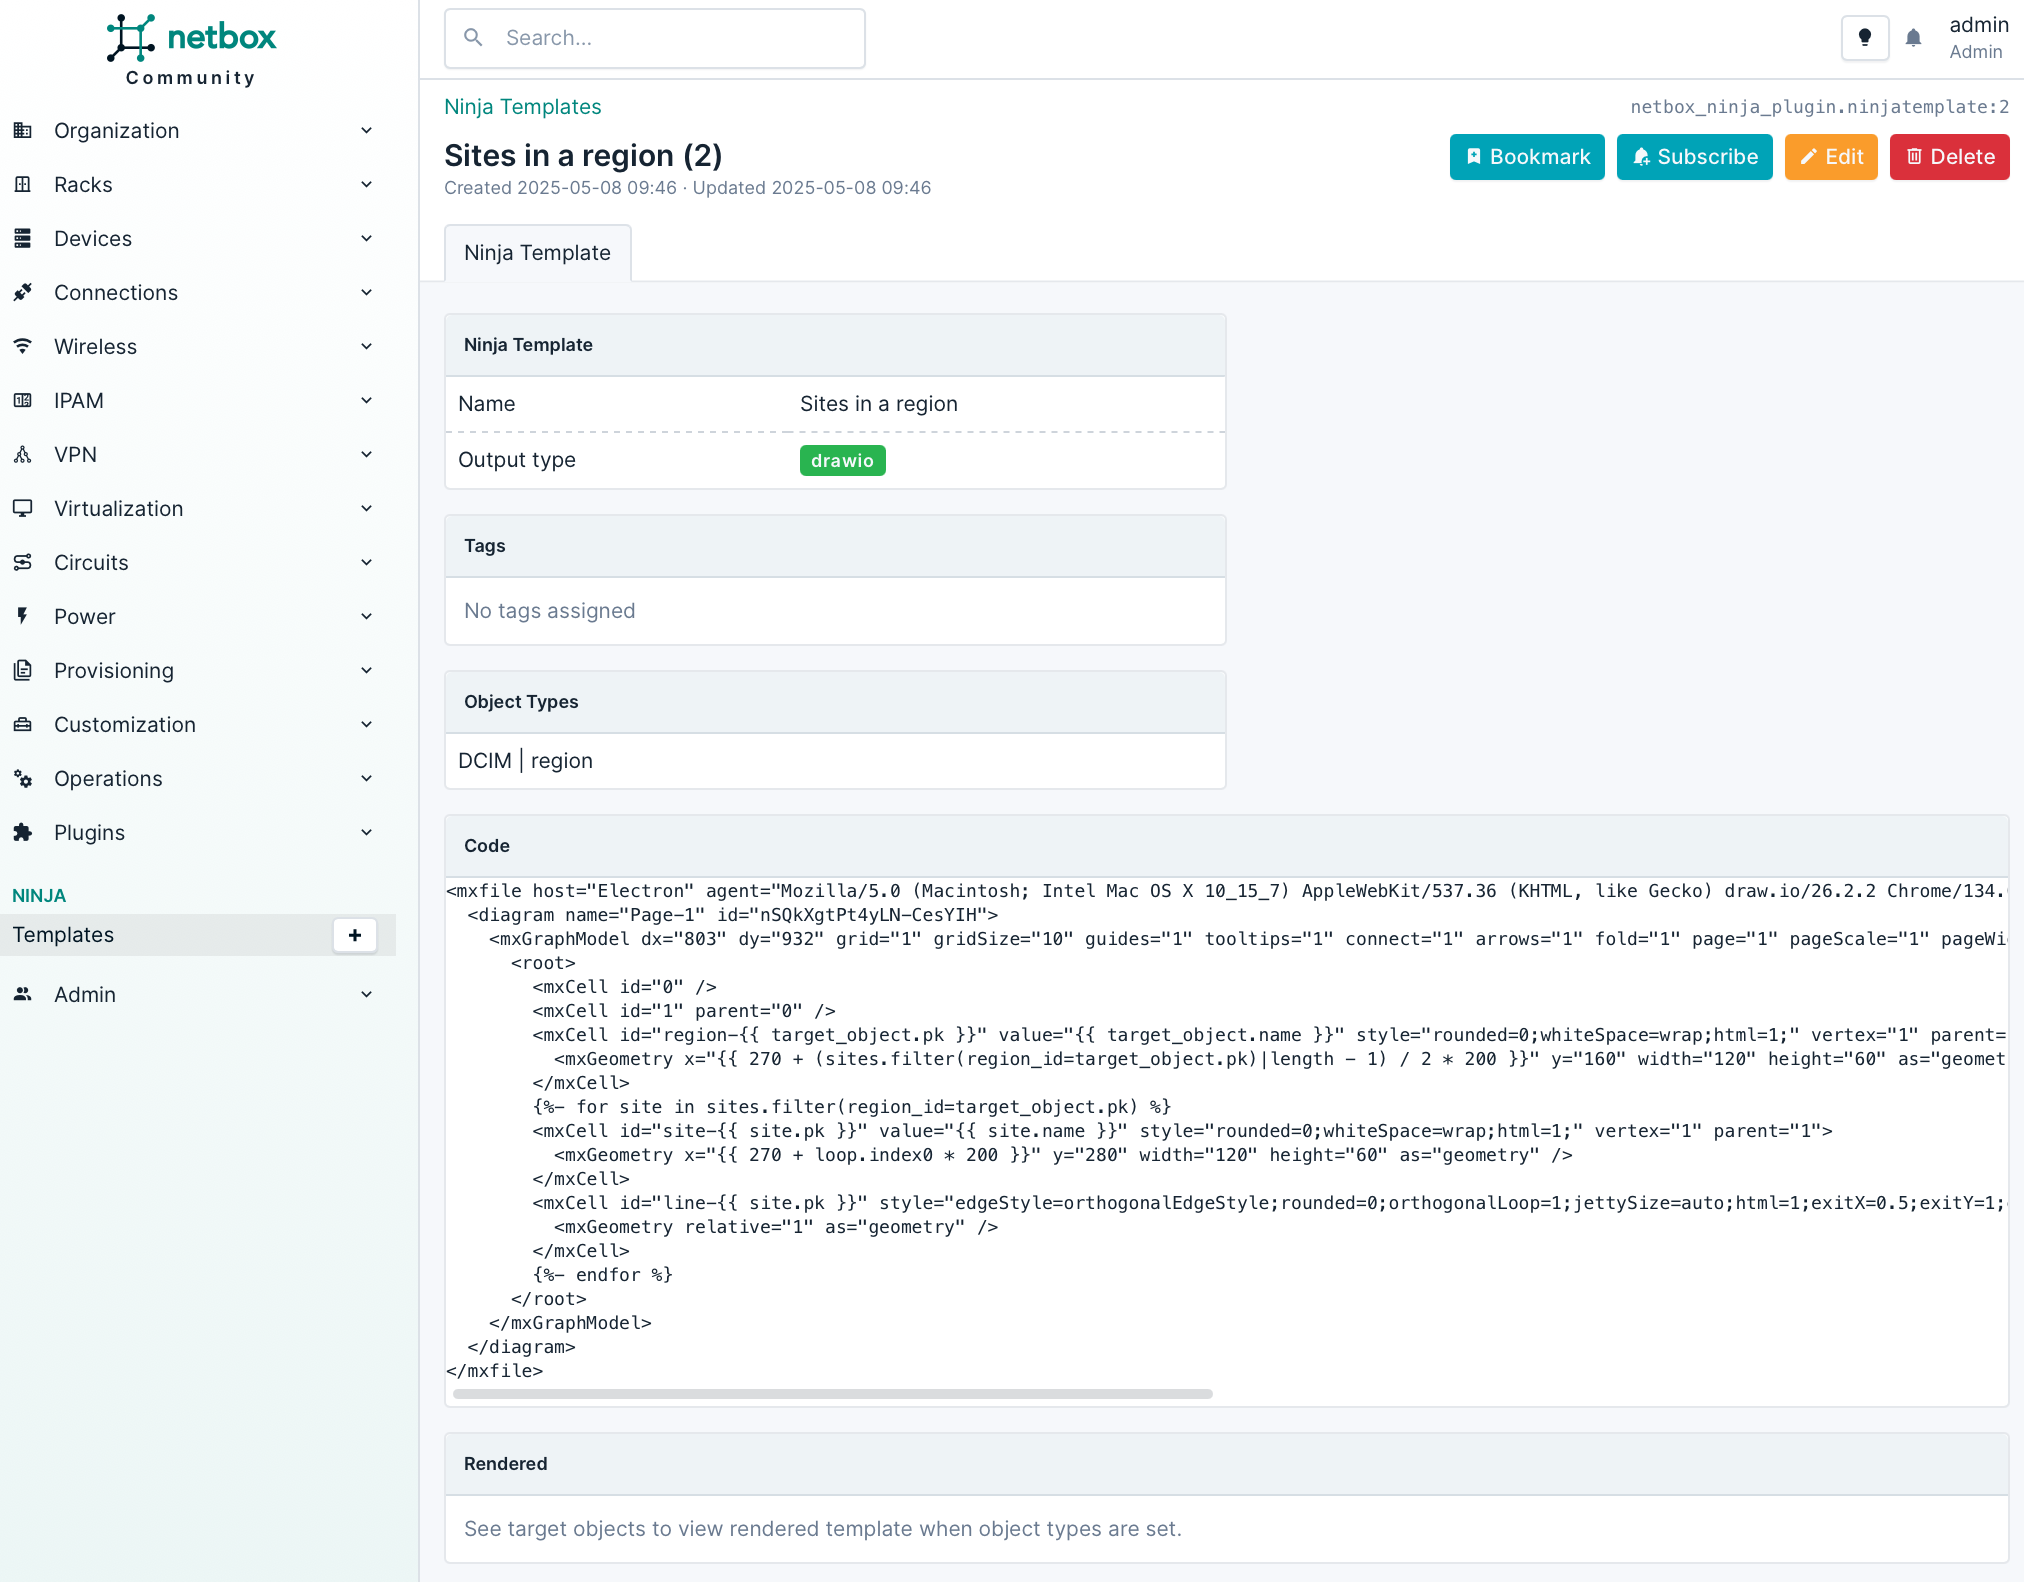 netbox
Community
Organization
Racks
Devices
Connections
Wireless
IPAM
VPN
Virtualization
Circuits
Power
Provisioning
Customization
Operations
Plugins
NINJA
Templates
+
Admin
Search...
admin
Admin
Ninja Templates
netbox_ninja_plugin.ninjatemplate:2
Sites in a region (2)
Created 2025-05-08 09:46 · Updated 2025-05-08 09:46
Bookmark
Subscribe
Edit
Delete
Ninja Template
Ninja Template
Name Sites in a region
Output type drawio
Tags
No tags assigned
Object Types
DCIM | region
Code
<mxfile host="Electron" agent="Mozilla/5.0 (Macintosh; Intel Mac OS X 10_15_7) AppleWebKit/537.36 (KHTML, like Gecko) draw.io/26.2.2 Chrome/134.
  <diagram name="Page-1" id="nSQkXgtPt4yLN-CesYIH">
    <mxGraphModel dx="803" dy="932" grid="1" gridSize="10" guides="1" tooltips="1" connect="1" arrows="1" fold="1" page="1" pageScale="1" pageWi
      <root>
        <mxCell id="0" />
        <mxCell id="1" parent="0" />
        <mxCell id="region-{{ target_object.pk }}" value="{{ target_object.name }}" style="rounded=0;whiteSpace=wrap;html=1;" vertex="1" parent=
          <mxGeometry x="{{ 270 + (sites.filter(region_id=target_object.pk)|length - 1) / 2 * 200 }}" y="160" width="120" height="60" as="geomet
        </mxCell>
        {%- for site in sites.filter(region_id=target_object.pk) %}
        <mxCell id="site-{{ site.pk }}" value="{{ site.name }}" style="rounded=0;whiteSpace=wrap;html=1;" vertex="1" parent="1">
          <mxGeometry x="{{ 270 + loop.index0 * 200 }}" y="280" width="120" height="60" as="geometry" />
        </mxCell>
        <mxCell id="line-{{ site.pk }}" style="edgeStyle=orthogonalEdgeStyle;rounded=0;orthogonalLoop=1;jettySize=auto;html=1;exitX=0.5;exitY=1;
          <mxGeometry relative="1" as="geometry" />
        </mxCell>
        {%- endfor %}
      </root>
    </mxGraphModel>
  </diagram>
</mxfile>
Rendered
See target objects to view rendered template when object types are set.